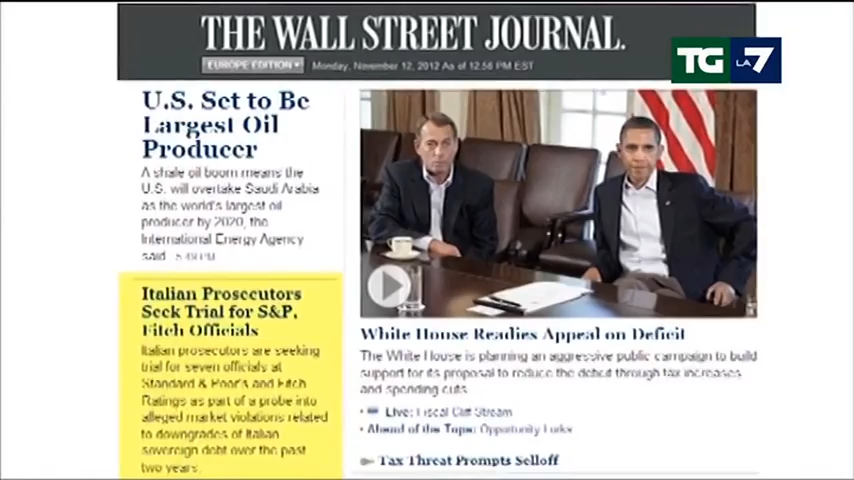 THE WALL STREET JOURNAL.
EUROPE EDITION
Monday, November 12, 2012 As of 12:56 PM EST
TG LA 7
U.S. Set to Be
Largest Oil
Producer
A shale oil boom means the
U.S. will overtake Saudi Arabia
as the world's largest oil
producer by 2020, the
International Energy Agency
said.
Italian Prosecutors
Seek Trial for S&P,
Fitch Officials
Italian prosecutors are seeking
trial for seven officials at
Standard & Poor's and Fitch
Ratings as part of a probe into
alleged market violations related
to downgrades of Italian
sovereign debt over the past
two years.
White House Readies Appeal on Deficit
The White House is planning an aggressive public campaign to build
support for its proposal to reduce the deficit through tax increases
and spending cuts.
Live: Fiscal Cliff Stream
Ahead of the Tape: Opportunity Lurks
Tax Threat Prompts Selloff